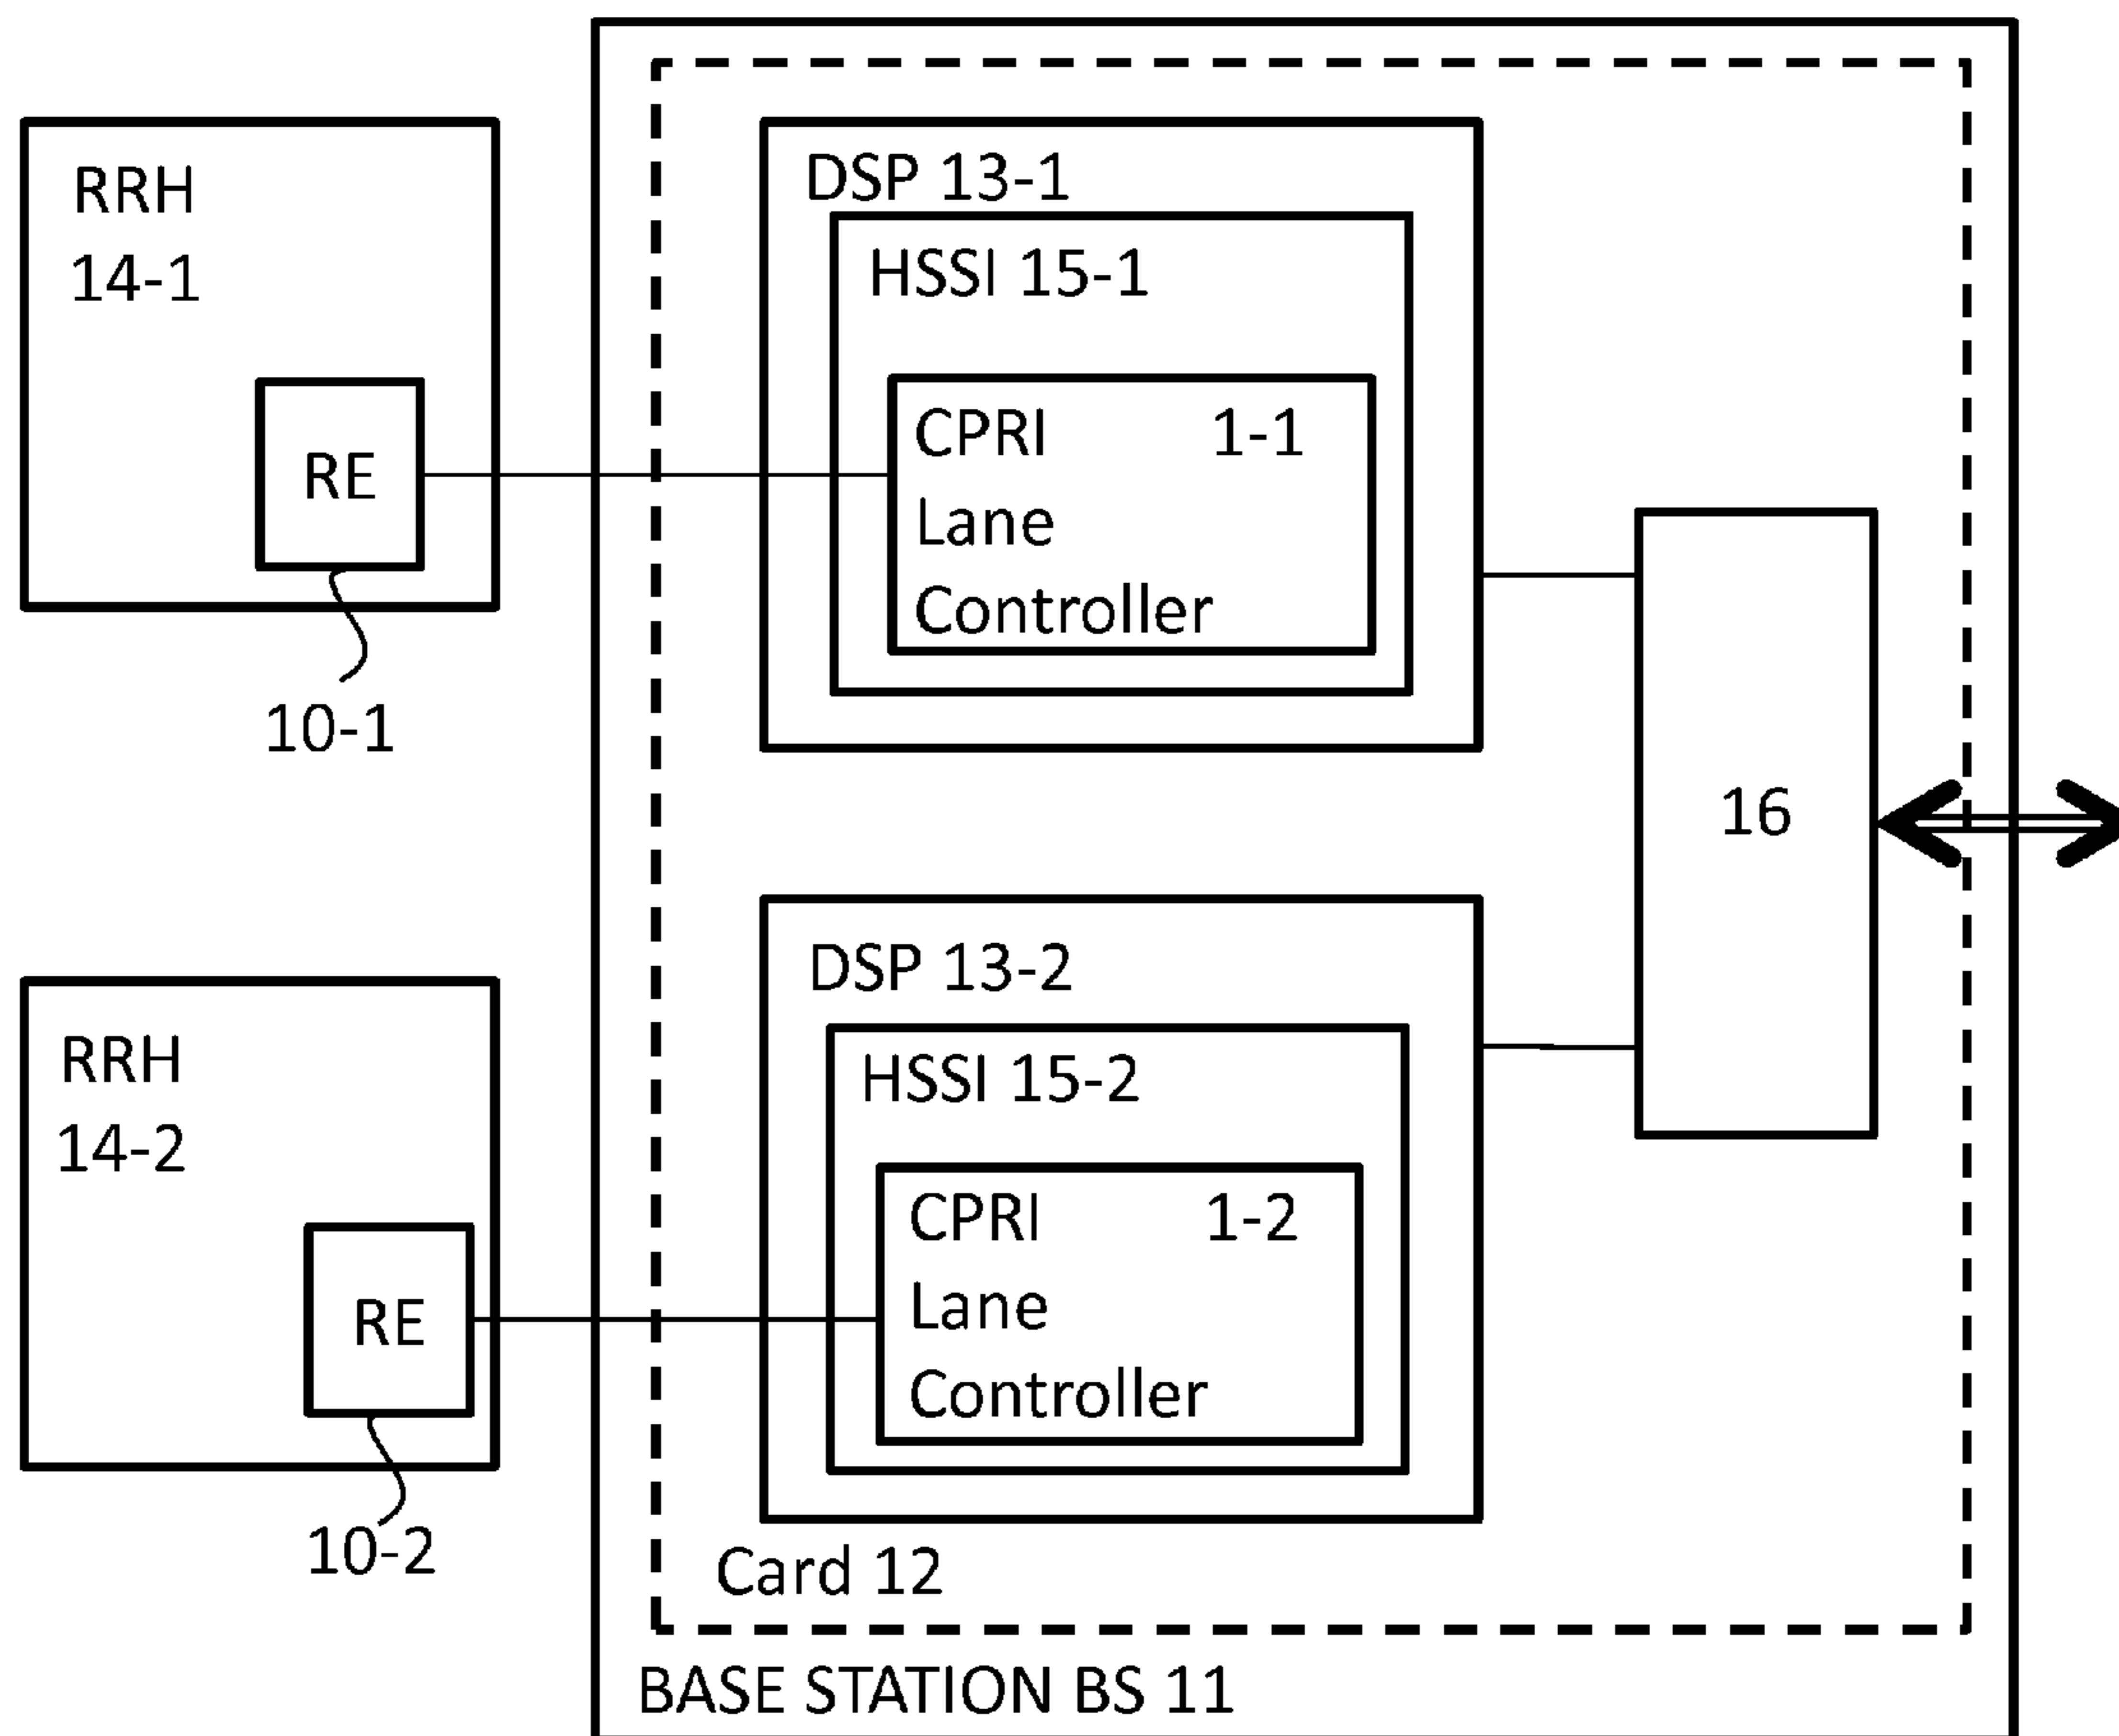 RRH
14-1
RE
10-1
DSP 13-1
HSSI 15-1
CPRI 1-1
Lane
Controller
16
RRH
14-2
RE
10-2
DSP 13-2
HSSI 15-2
CPRI 1-2
Lane
Controller
Card 12
BASE STATION BS 11